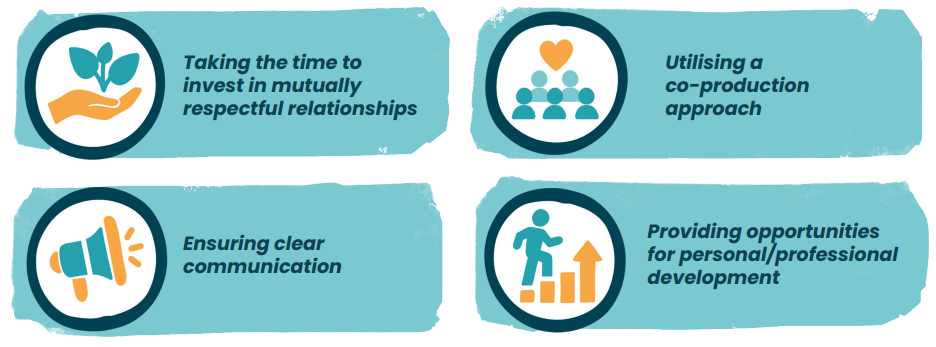 Taking the time to
invest in mutually
respectful relationships
Utilising a
co-production
approach
Ensuring clear
communication
Providing opportunities
for personal/professional
development